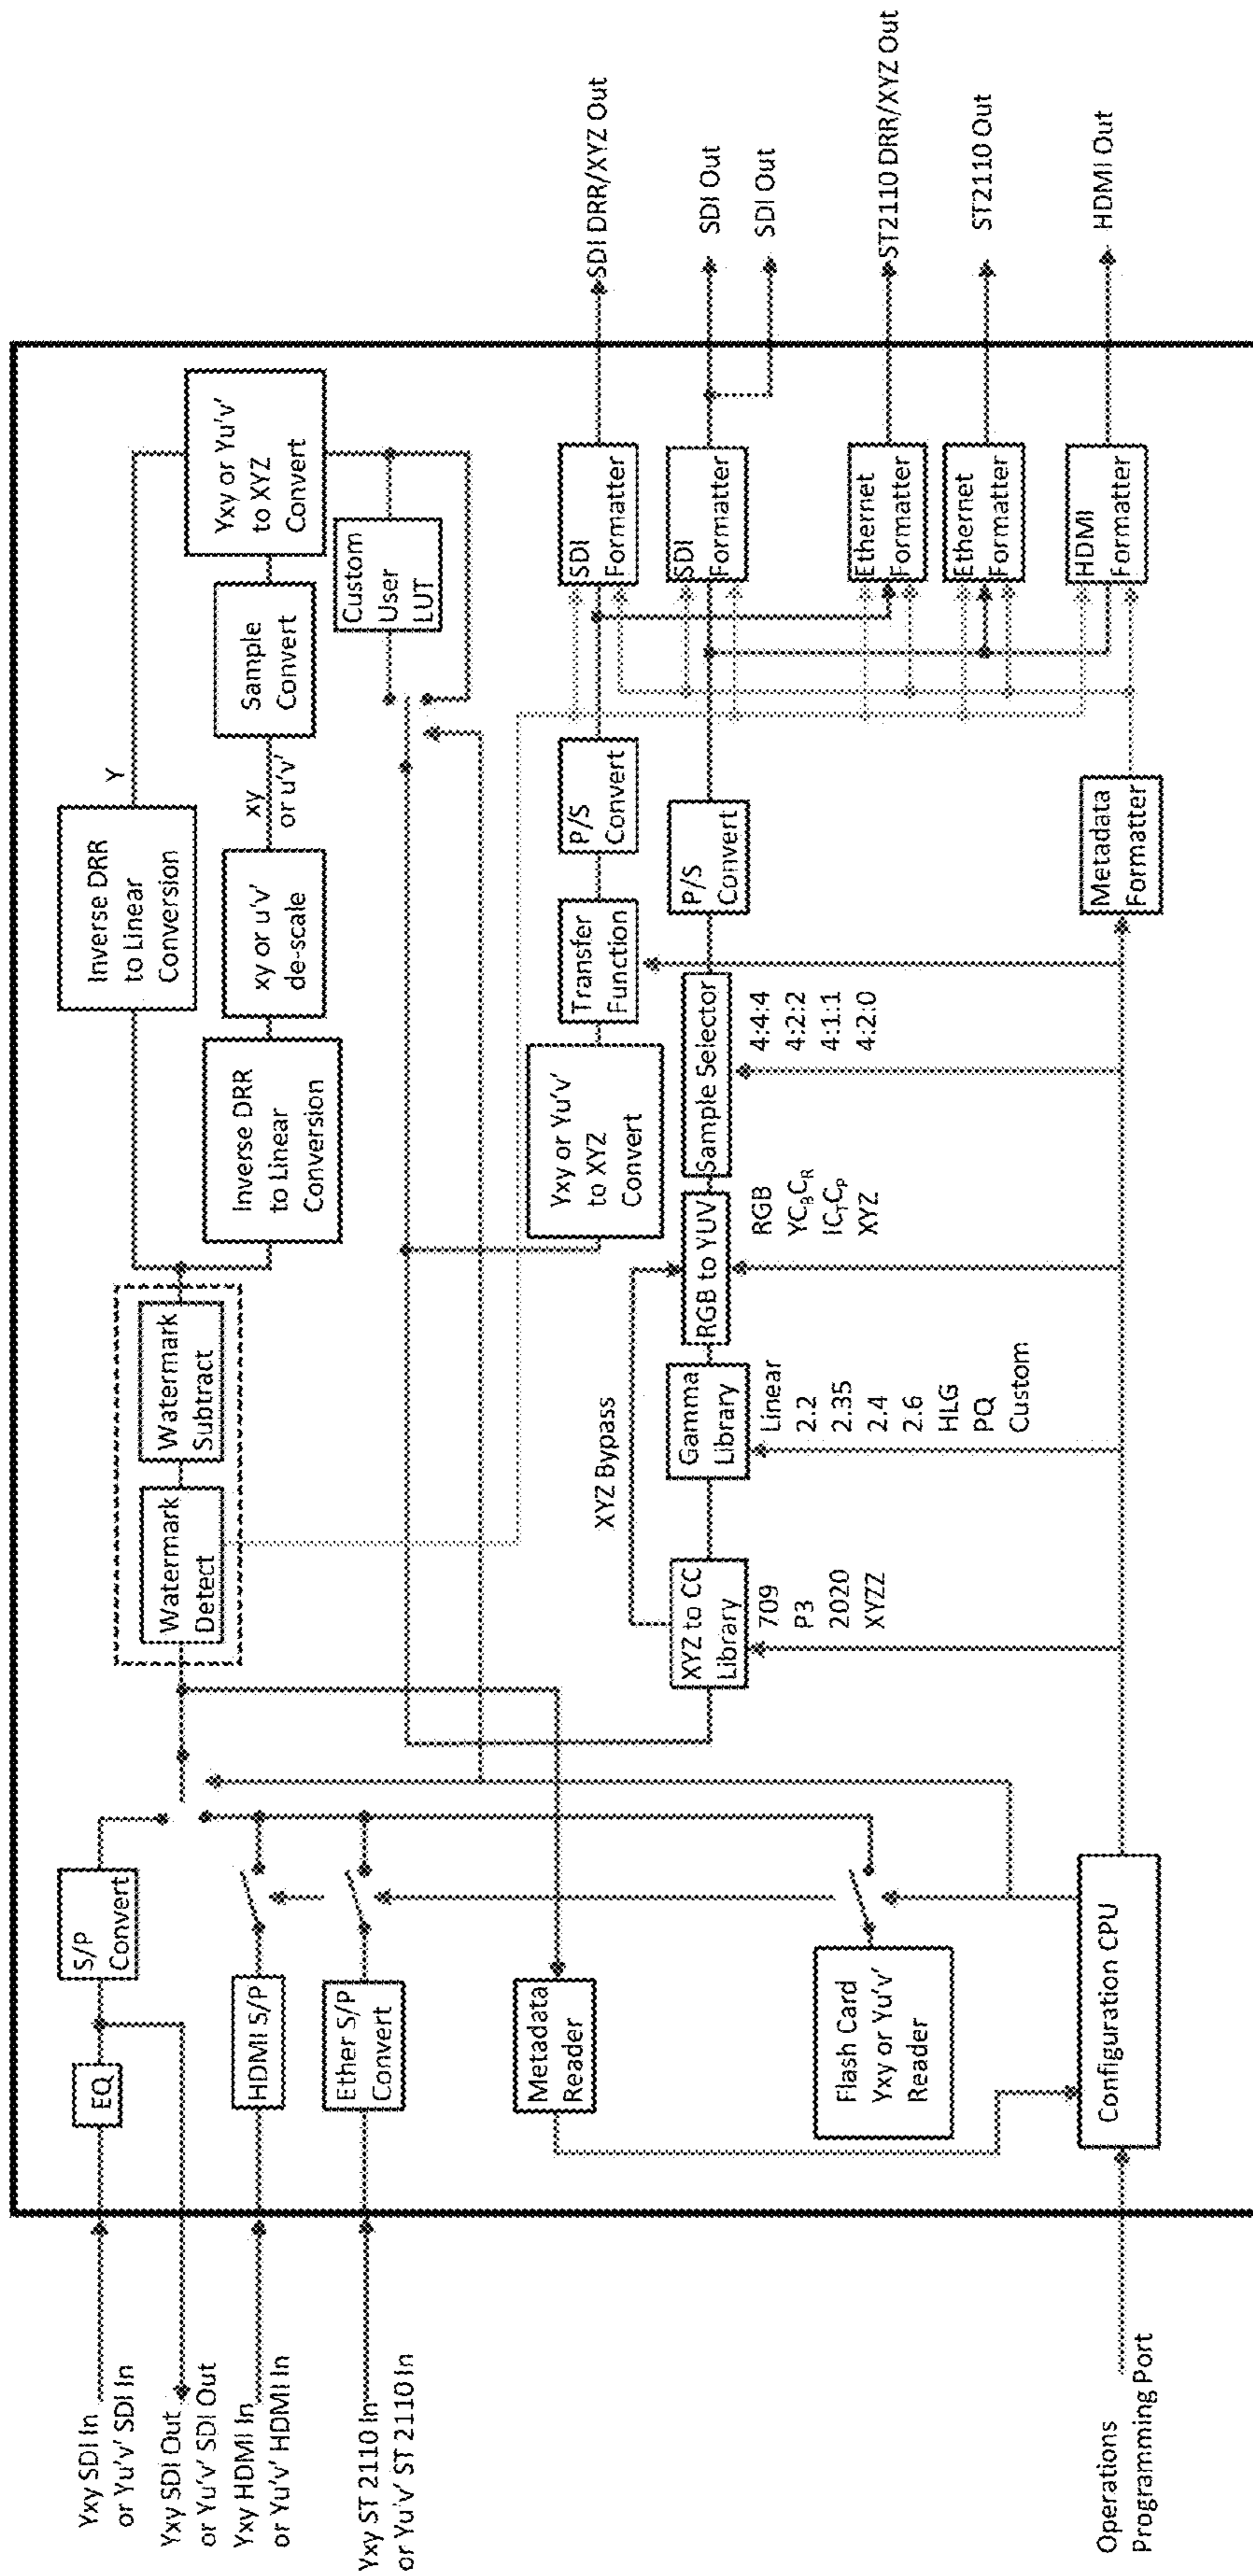 Yxy SDI In
or Yu'v' SDI In
Yxy SDI Out
or Yu'v' SDI Out
Yxy HDMI In
or Yu'v' HDMI In
Yxy ST 2110 In
or Yu'v' ST 2110 In
Operations
Programming Port
EQ
S/P
Convert
HDMI S/P
Ether S/P
Convert
Metadata
Reader
Flash Card
Yxy or Yu'v'
Reader
Configuration CPU
Watermark
Detect
Watermark
Subtract
Inverse DRR
to Linear
Conversion
Y
Inverse DRR
to Linear
Conversion
xy or u'v'
de-scale
xy
or u'v'
Sample
Convert
Yxy or Yu'v'
to XYZ
Convert
Custom
User
LUT
XYZ to CC
Library
709
P3
2020
XYZZ
XYZ Bypass
Gamma
Library
Linear
2.2
2.35
2.4
2.6
HLG
PQ
Custom
RGB to YUV
RGB
YCBCR
ICTCP
XYZ
Sample Selector
4:4:4
4:2:2
4:1:1
4:2:0
Yxy or Yu'v'
to XYZ
Convert
Transfer
Function
P/S
Convert
P/S
Convert
Metadata
Formatter
SDI
Formatter
SDI
Formatter
Ethernet
Formatter
Ethernet
Formatter
HDMI
Formatter
SDI DRR/XYZ Out
SDI Out
SDI Out
ST2110 DRR/XYZ Out
ST2110 Out
HDMI Out